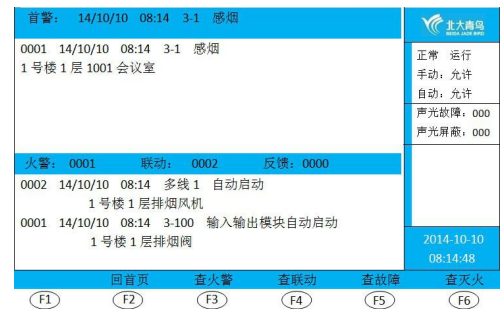 首警： 14/10/10 08:14 3-1 感烟
0001 14/10/10 08:14 3-1 感烟
1号楼1层1001会议室
火警： 0001 联动： 0002 反馈：0000
0002 14/10/10 08:14 多线1 自动启动
1号楼1层排烟风机
0001 14/10/10 08:14 3-100 输入输出模块自动启动
1号楼1层排烟阀
北大青鸟
BEIDA JADE BIRD
正常 运行
手动：允许
自动：允许
声光故障：000
声光屏蔽：000
2014-10-10
08:14:48
回首页 查火警 查联动 查故障 查灭火
F1 F2 F3 F4 F5 F6